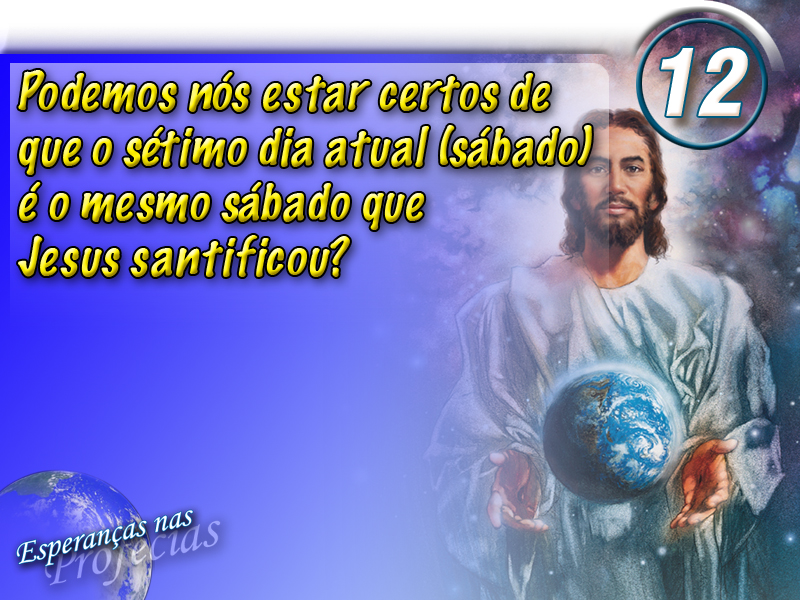 12
Podemos nós estar certos de
que o sétimo dia atual (sábado)
é o mesmo sábado que
Jesus santificou?
Esperanças nas
Profecias